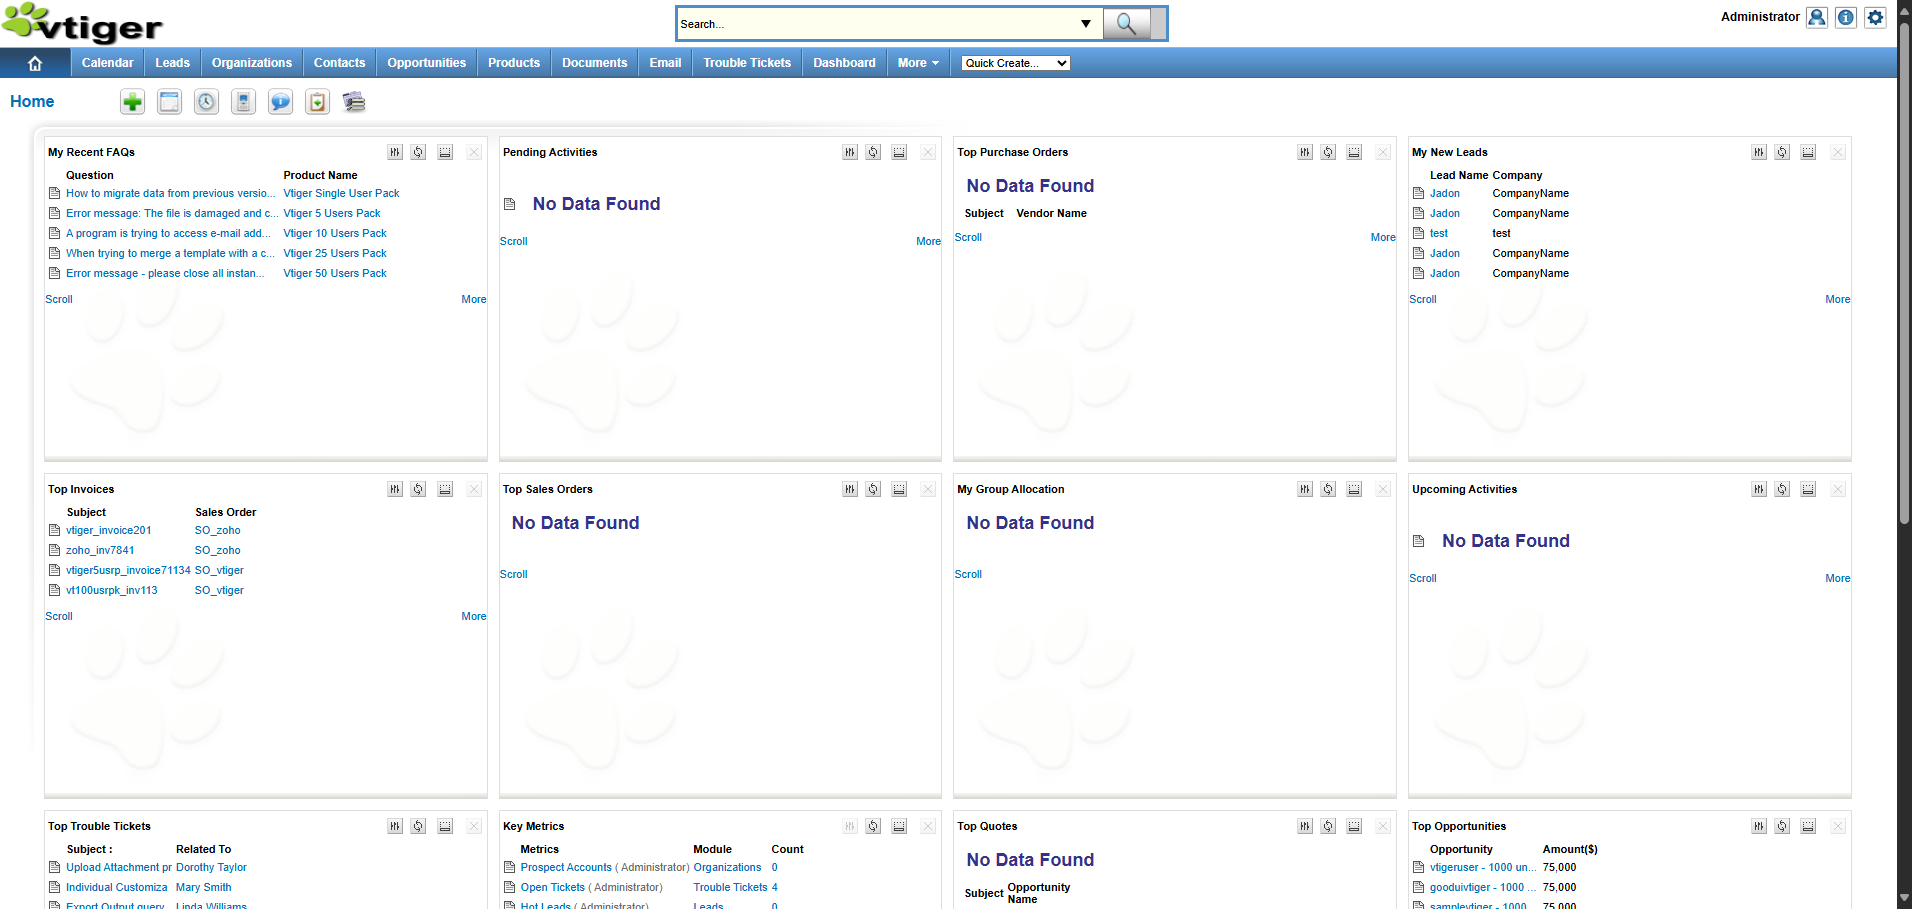 vtiger
Search...
Administrator
Calendar Leads Organizations Contacts Opportunities Products Documents Email Trouble Tickets Dashboard More Quick Create...
Home
My Recent FAQs
Question Product Name
How to migrate data from previous versio... Vtiger Single User Pack
Error message: The file is damaged and c... Vtiger 5 Users Pack
A program is trying to access e-mail add... Vtiger 10 Users Pack
When trying to merge a template with a c... Vtiger 25 Users Pack
Error message - please close all instan... Vtiger 50 Users Pack
Scroll More
Pending Activities
No Data Found
Scroll More
Top Purchase Orders
No Data Found
Subject Vendor Name
Scroll More
My New Leads
Lead Name Company
Jadon CompanyName
Jadon CompanyName
test test
Jadon CompanyName
Jadon CompanyName
Scroll More
Top Invoices
Subject Sales Order
vtiger_invoice201 SO_zoho
zoho_inv7841 SO_zoho
vtiger5usrp_invoice71134 SO_vtiger
vt100usrpk_inv113 SO_vtiger
Scroll More
Top Sales Orders
No Data Found
Scroll
My Group Allocation
No Data Found
Scroll
Upcoming Activities
No Data Found
Scroll More
Top Trouble Tickets
Subject : Related To
Upload Attachment pr Dorothy Taylor
Individual Customiza Mary Smith
Export Output query Linda Williams
Key Metrics
Metrics Module Count
Prospect Accounts ( Administrator) Organizations 0
Open Tickets ( Administrator) Trouble Tickets 4
Hot Leads ( Administrator) Leads 0
Top Quotes
No Data Found
Subject Opportunity Name
Top Opportunities
Opportunity Amount($)
vtigeruser - 1000 un... 75,000
gooduivtiger - 1000 ... 75,000
samplevtiger - 1000 75,000